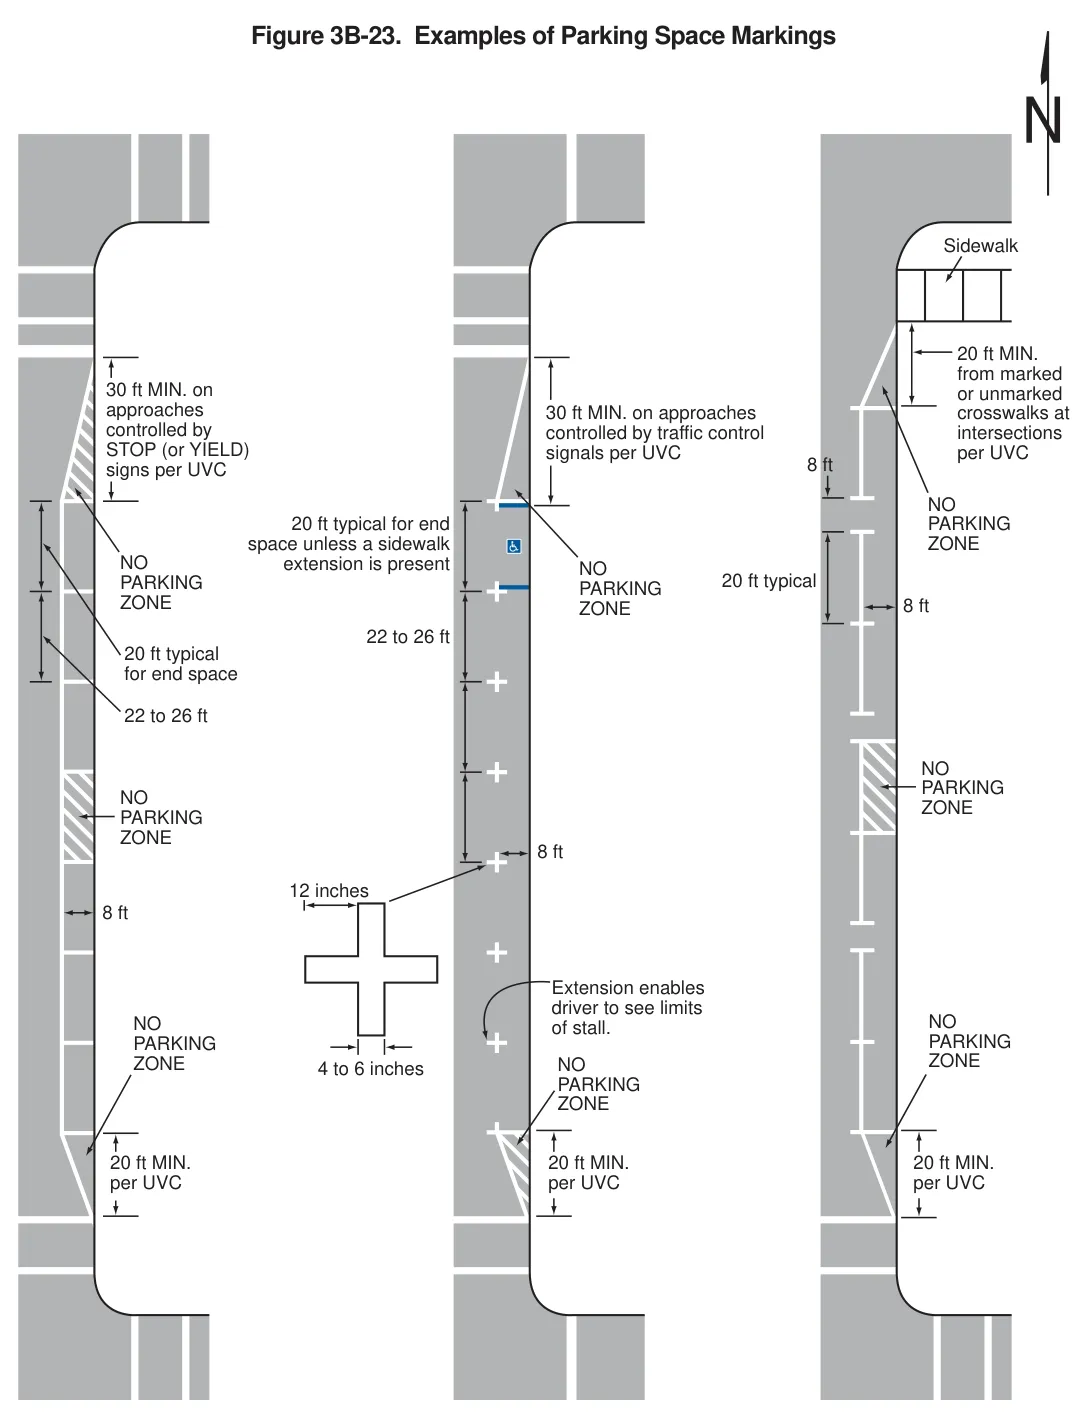 Figure 3B-23.  Examples of Parking Space Markings
N
30 ft MIN. on
approaches
controlled by
STOP (or YIELD)
signs per UVC
NO
PARKING
ZONE
20 ft typical
for end space
22 to 26 ft
NO
PARKING
ZONE
8 ft
NO
PARKING
ZONE
20 ft MIN.
per UVC
30 ft MIN. on approaches
controlled by traffic control
signals per UVC
20 ft typical for end
space unless a sidewalk
extension is present
NO
PARKING
ZONE
22 to 26 ft
8 ft
12 inches
4 to 6 inches
Extension enables
driver to see limits
of stall.
NO
PARKING
ZONE
20 ft MIN.
per UVC
Sidewalk
20 ft MIN.
from marked
or unmarked
crosswalks at
intersections
per UVC
8 ft
NO
PARKING
ZONE
20 ft typical
8 ft
NO
PARKING
ZONE
NO
PARKING
ZONE
20 ft MIN.
per UVC